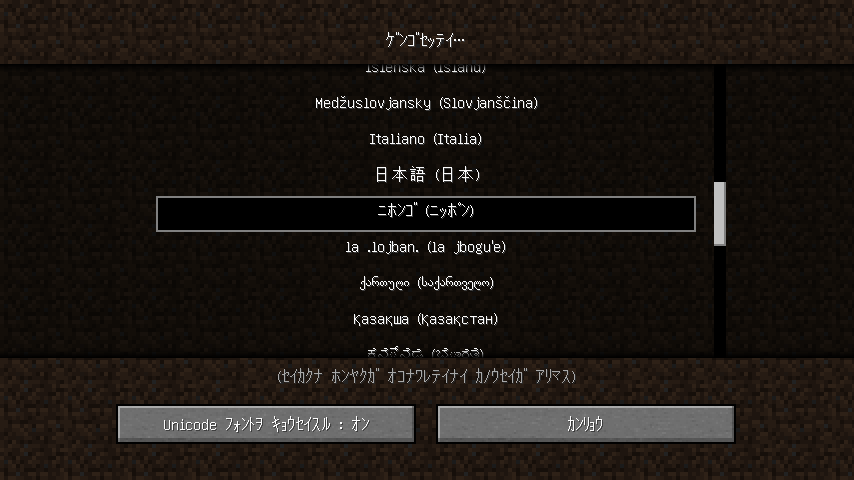 ｹﾞﾝｺﾞｾｯﾃｲ…
Íslenska (Ísland)
Medžuslovjansky (Slovjanščina)
Italiano (Italia)
日本語 (日本)
ﾆﾎﾝｺﾞ (ﾆｯﾎﾟﾝ)
la .lojban. (la jbogu'e)
ქართული (საქართველო)
Қазақша (Қазақстан)
(ｾｲｶｸﾅ ﾎﾝﾔｸｶﾞ ｵｺﾅﾜﾚﾃｲﾅｲ ｶﾉｳｾｲｶﾞ ｱﾘﾏｽ)
Unicode ﾌｫﾝﾄｦ ｷｮｳｾｲｽﾙ : ｵﾝ
ｶﾝﾘｮｳ